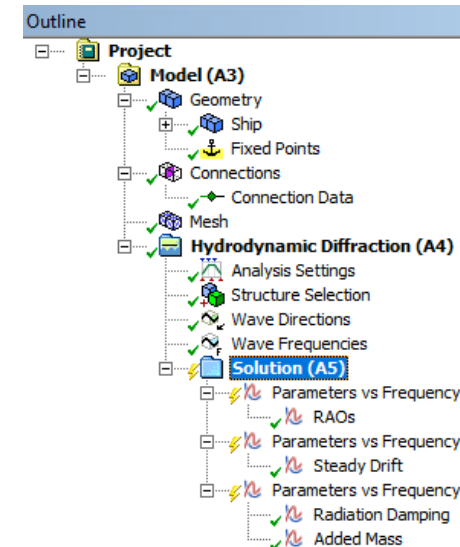 Outline
Project
Model (A3)
Geometry
Ship
Fixed Points
Connections
Connection Data
Mesh
Hydrodynamic Diffraction (A4)
Analysis Settings
Structure Selection
Wave Directions
Wave Frequencies
Solution (A5)
Parameters vs Frequency
RAOs
Parameters vs Frequency
Steady Drift
Parameters vs Frequency
Radiation Damping
Added Mass